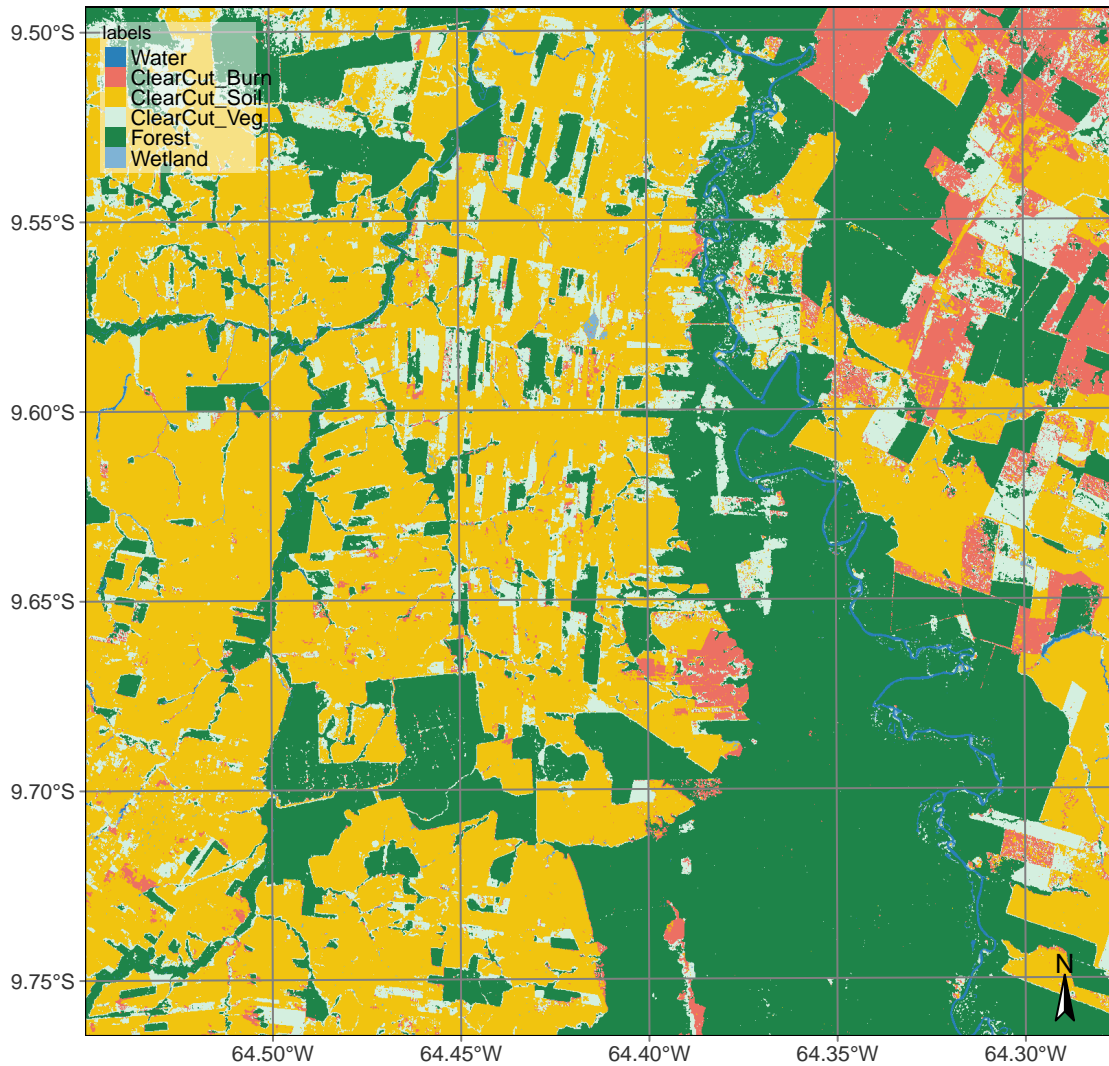 labels
Water
ClearCut_Burn
ClearCut_Soil
ClearCut_Veg
Forest
Wetland
9.50°S
9.55°S
9.60°S
9.65°S
9.70°S
9.75°S
N
64.50°W
64.45°W
64.40°W
64.35°W
64.30°W